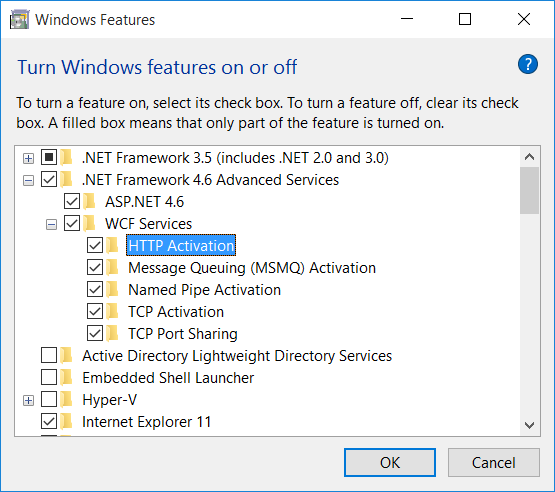 Windows Features
Turn Windows features on or off
?
To turn a feature on, select its check box. To turn a feature off, clear its check
box. A filled box means that only part of the feature is turned on.
.NET Framework 3.5 (includes .NET 2.0 and 3.0)
.NET Framework 4.6 Advanced Services
ASP.NET 4.6
WCF Services
HTTP Activation
Message Queuing (MSMQ) Activation
Named Pipe Activation
TCP Activation
TCP Port Sharing
Active Directory Lightweight Directory Services
Embedded Shell Launcher
Hyper-V
Internet Explorer 11
OK Cancel